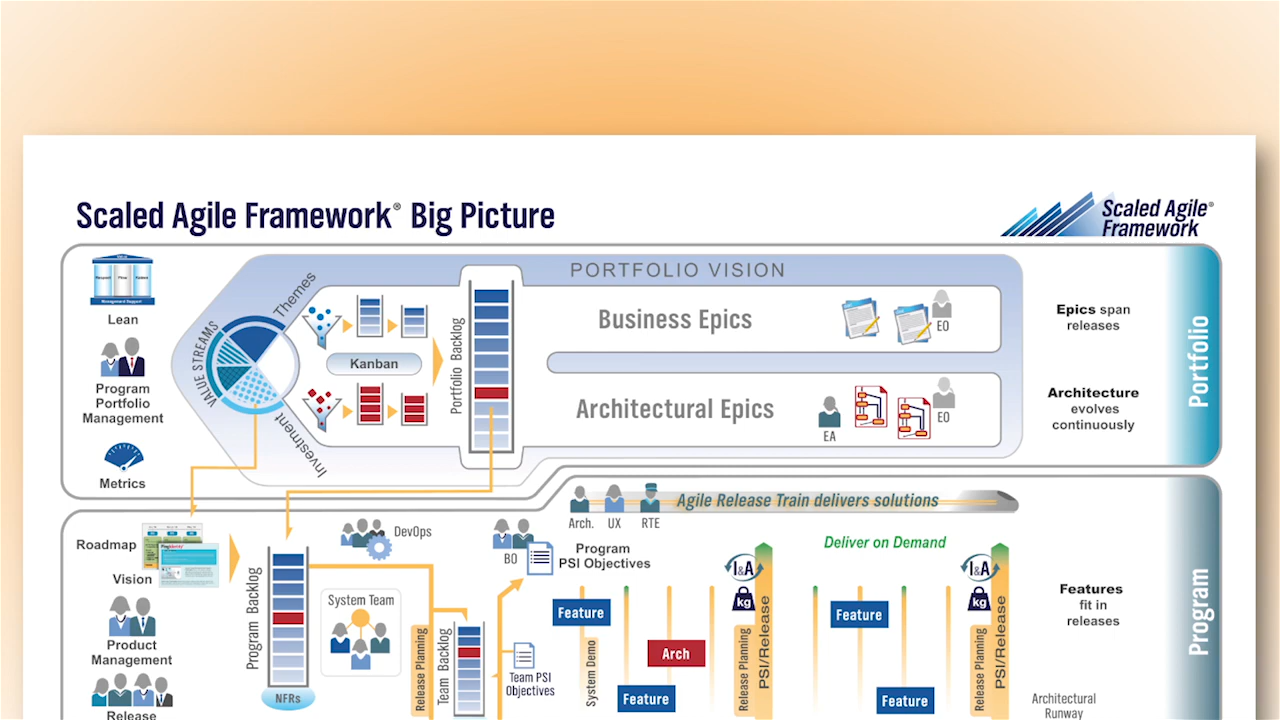 Scaled Agile Framework® Big Picture
Scaled Agile®
Framework
PORTFOLIO VISION
Management Support
Lean
Program
Portfolio
Management
Metrics
VALUE STREAMS
Themes
Investment
Kanban
Portfolio Backlog
Business Epics
EO
Architectural Epics
EA
EO
Epics span
releases
Architecture
evolves
continuously
Portfolio
Agile Release Train delivers solutions
Arch.
UX
RTE
Roadmap
Vision
Product
Management
Release
Program Backlog
NFRs
DevOps
System Team
Release Planning
Team Backlog
BO
Program
PSI Objectives
Team PSI
Objectives
Deliver on Demand
Feature
System Demo
Arch
Feature
I&A
kg
Release Planning
PSI/Release
Feature
Feature
I&A
kg
Release Planning
PSI/Release
Features
fit in
releases
Architectural
Runway
Program